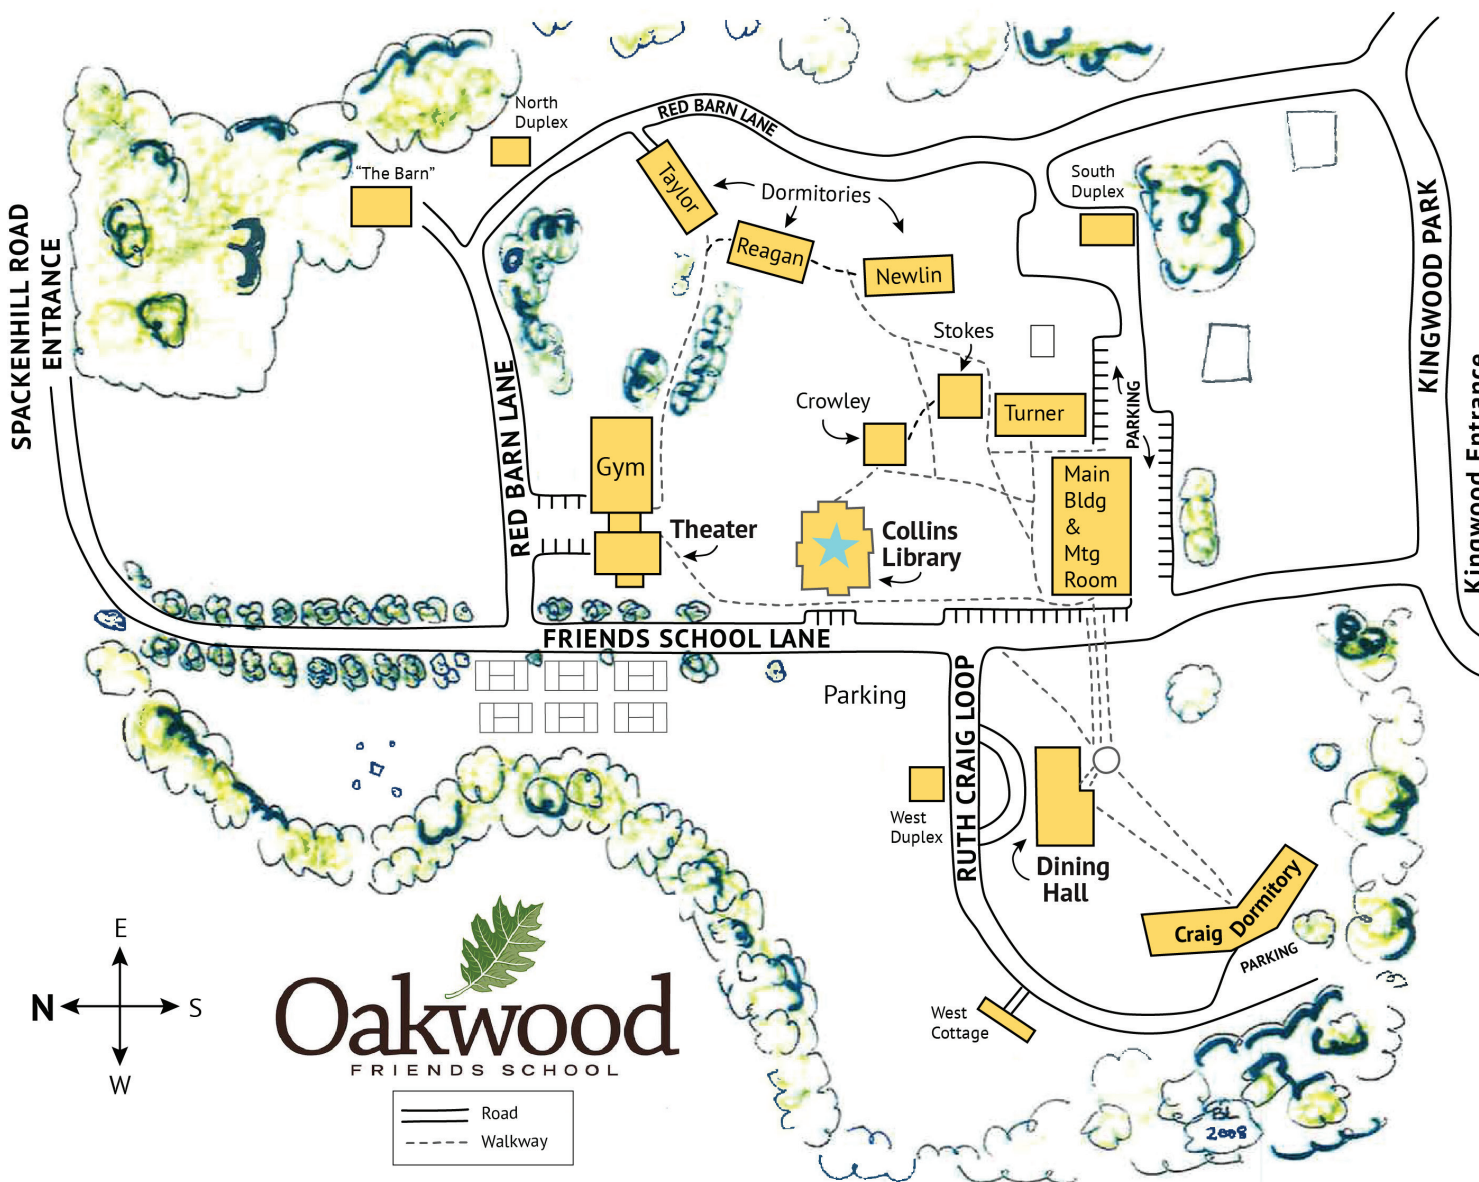 North
Duplex
RED BARN LANE
"The Barn"
Taylor
Dormitories
South
Duplex
Reagan
Newlin
SPACKENHILL ROAD
ENTRANCE
KINGWOOD PARK
Stokes
Crowley
Turner
PARKING
RED BARN LANE
Gym
Main
Bldg
&
Mtg
Room
Kingwood Entrance
Theater
Collins
Library
FRIENDS SCHOOL LANE
Parking
RUTH CRAIG LOOP
West
Duplex
Dining
Hall
Craig Dormitory
PARKING
West
Cottage
E
N
S
W
Oakwood
FRIENDS SCHOOL
Road
Walkway
BL
2008